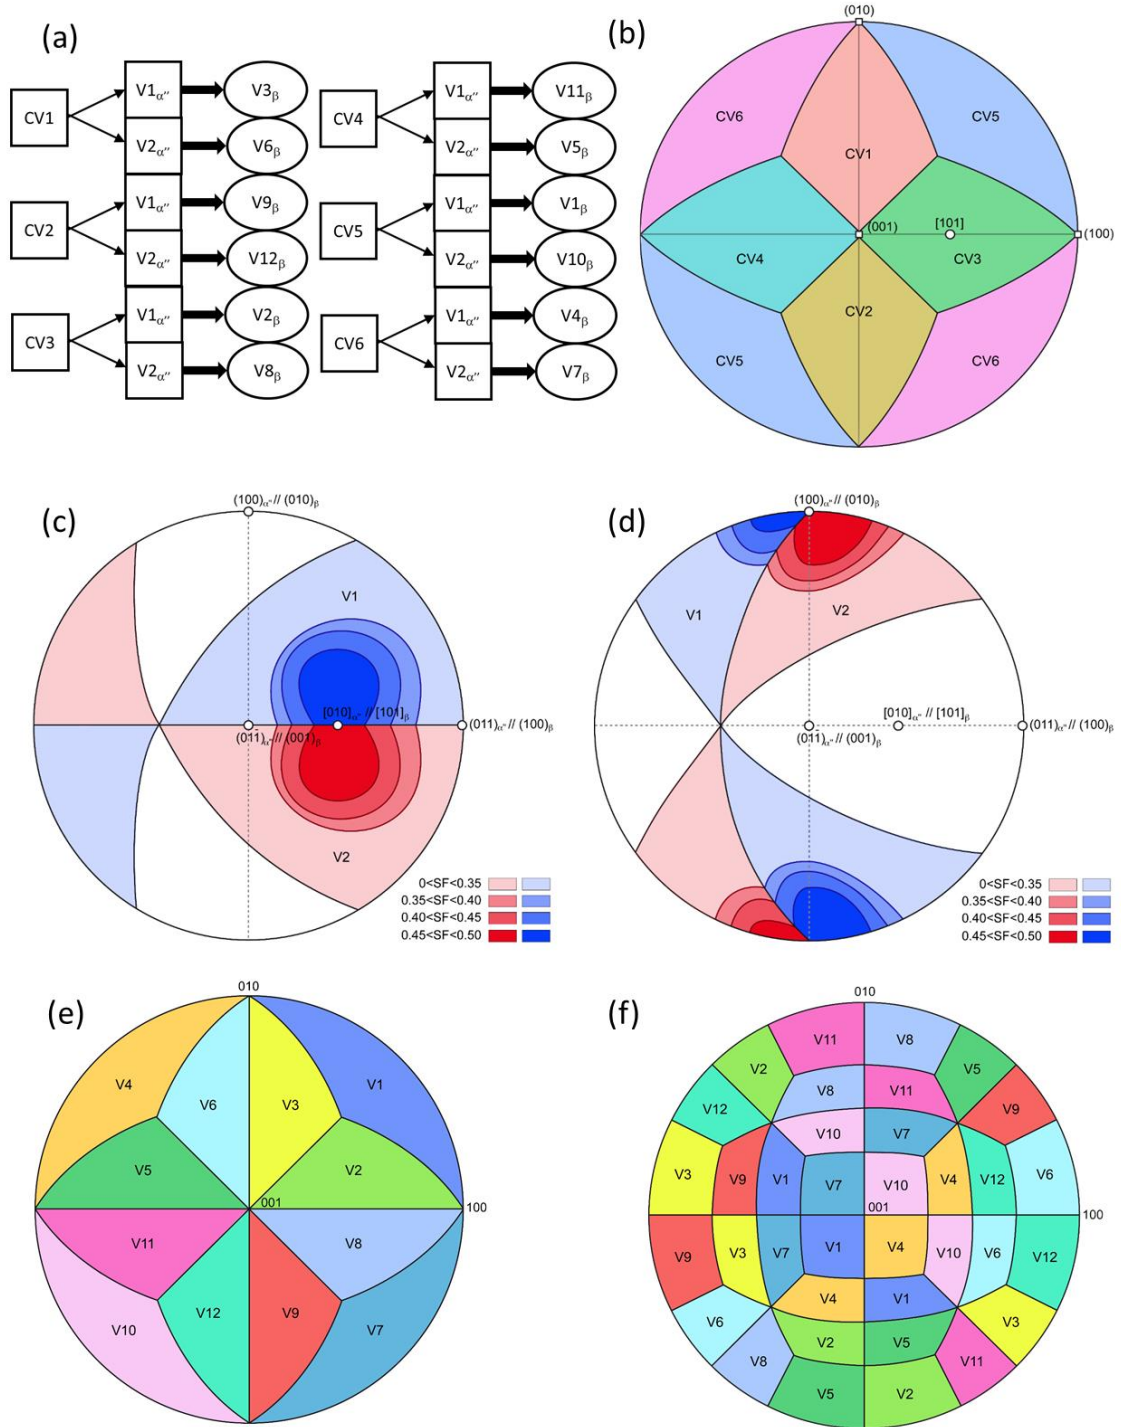 (a)
CV1
V1α''
V3β
V2α''
V6β
CV2
V1α''
V9β
V2α''
V12β
CV3
V1α''
V2β
V2α''
V8β
CV4
V1α''
V11β
V2α''
V5β
CV5
V1α''
V1β
V2α''
V10β
CV6
V1α''
V4β
V2α''
V7β
(b)
(010)
CV6
CV5
CV1
(001)
[101]
(100)
CV4
CV3
CV2
CV5
CV6
(c)
(100)α'' // (010)β
V1
[010]α'' // [101]β
(011)α'' // (001)β
(011)α'' // (100)β
V2
0<SF<0.35
0.35<SF<0.40
0.40<SF<0.45
0.45<SF<0.50
(d)
(100)α'' // (010)β
V1
V2
[010]α'' // [101]β
(011)α'' // (001)β
(011)α'' // (100)β
0<SF<0.35
0.35<SF<0.40
0.40<SF<0.45
0.45<SF<0.50
(e)
010
V4
V6
V3
V1
V5
V2
001
100
V11
V8
V10
V12
V9
V7
(f)
010
V11
V8
V2
V5
V8
V11
V12
V9
V10
V7
V3
V9
V1
V7
V10
V4
V12
V6
001
100
V9
V3
V7
V1
V4
V10
V6
V12
V4
V1
V6
V3
V2
V5
V8
V11
V5
V2